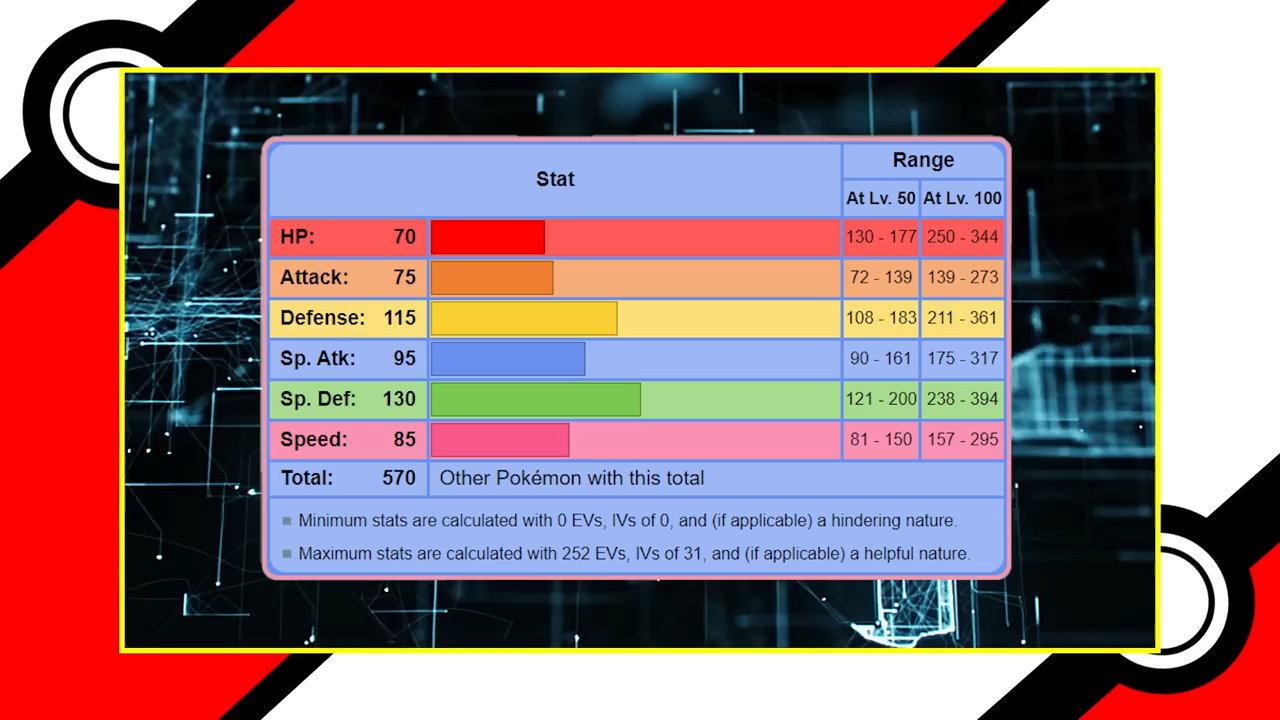 Stat Range
At Lv. 50 At Lv. 100
HP: 70 130 - 177 250 - 344
Attack: 75 72 - 139 139 - 273
Defense: 115 108 - 183 211 - 361
Sp. Atk: 95 90 - 161 175 - 317
Sp. Def: 130 121 - 200 238 - 394
Speed: 85 81 - 150 157 - 295
Total: 570 Other Pokémon with this total
Minimum stats are calculated with 0 EVs, IVs of 0, and (if applicable) a hindering nature.
Maximum stats are calculated with 252 EVs, IVs of 31, and (if applicable) a helpful nature.